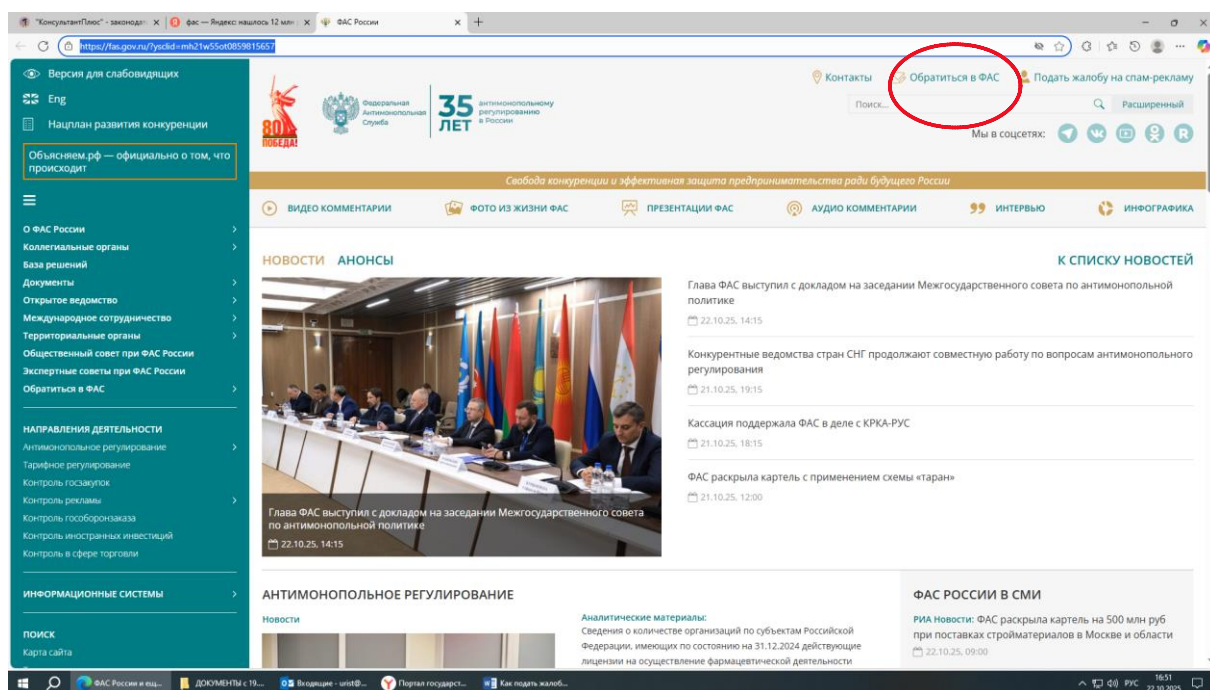 "КонсультантПлюс" - законодат
фас — Яндекс: нашлось 12 млн
ФАС России
https://fas.gov.ru/?ysclid=mh21w55ot0859815657
Версия для слабовидящих
Eng
Нацплан развития конкуренции
Объясняем.рф — официально о том, что
происходит
О ФАС России
Коллегиальные органы
База решений
Документы
Открытое ведомство
Международное сотрудничество
Территориальные органы
Общественный совет при ФАС России
Экспертные советы при ФАС России
Обратиться в ФАС
НАПРАВЛЕНИЯ ДЕЯТЕЛЬНОСТИ
Антимонопольное регулирование
Тарифное регулирование
Контроль госзакупок
Контроль рекламы
Контроль гособоронзаказа
Контроль иностранных инвестиций
Контроль в сфере торговли
ИНФОРМАЦИОННЫЕ СИСТЕМЫ
ПОИСК
Карта сайта
80
ПОБЕДА!
Федеральная
Антимонопольная
Служба
35
ЛЕТ
антимонопольному
регулированию
в России
Контакты
Обратиться в ФАС
Подать жалобу на спам-рекламу
Поиск...
Расширенный
Мы в соцсетях:
Свобода конкуренции и эффективная защита предпринимательства ради будущего России
ВИДЕО КОММЕНТАРИИ
ФОТО ИЗ ЖИЗНИ ФАС
ПРЕЗЕНТАЦИИ ФАС
АУДИО КОММЕНТАРИИ
ИНТЕРВЬЮ
ИНФОГРАФИКА
НОВОСТИ АНОНСЫ
К СПИСКУ НОВОСТЕЙ
Глава ФАС выступил с докладом на заседании Межгосударственного совета
по антимонопольной политике
22.10.25, 14:15
Глава ФАС выступил с докладом на заседании Межгосударственного совета по антимонопольной
политике
22.10.25, 14:15
Конкурентные ведомства стран СНГ продолжают совместную работу по вопросам антимонопольного
регулирования
21.10.25, 19:15
Кассация поддержала ФАС в деле с КРКА-РУС
21.10.25, 18:15
ФАС раскрыла картель с применением схемы «таран»
21.10.25, 12:00
АНТИМОНОПОЛЬНОЕ РЕГУЛИРОВАНИЕ
Новости
Аналитические материалы:
Сведения о количестве организаций по субъектам Российской
Федерации, имеющих по состоянию на 31.12.2024 действующие
лицензии на осуществление фармацевтической деятельности
ФАС РОССИИ В СМИ
РИА Новости: ФАС раскрыла картель на 500 млн руб
при поставках стройматериалов в Москве и области
22.10.25, 09:00
ФАС России и ещ...
ДОКУМЕНТЫ с 19....
Входящие - urist@...
Портал государст...
Как подать жалоб...
РУС
16:51
22.10.2025